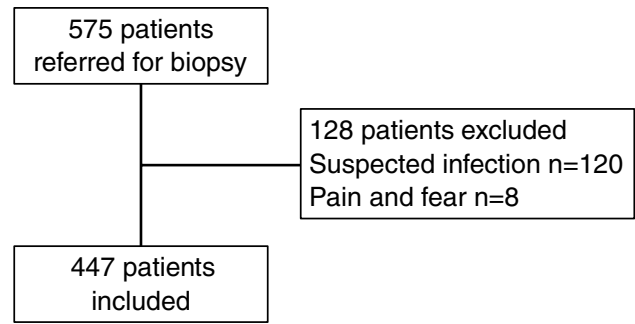 575 patients
referred for biopsy
128 patients excluded
Suspected infection n=120
Pain and fear n=8
447 patients
included